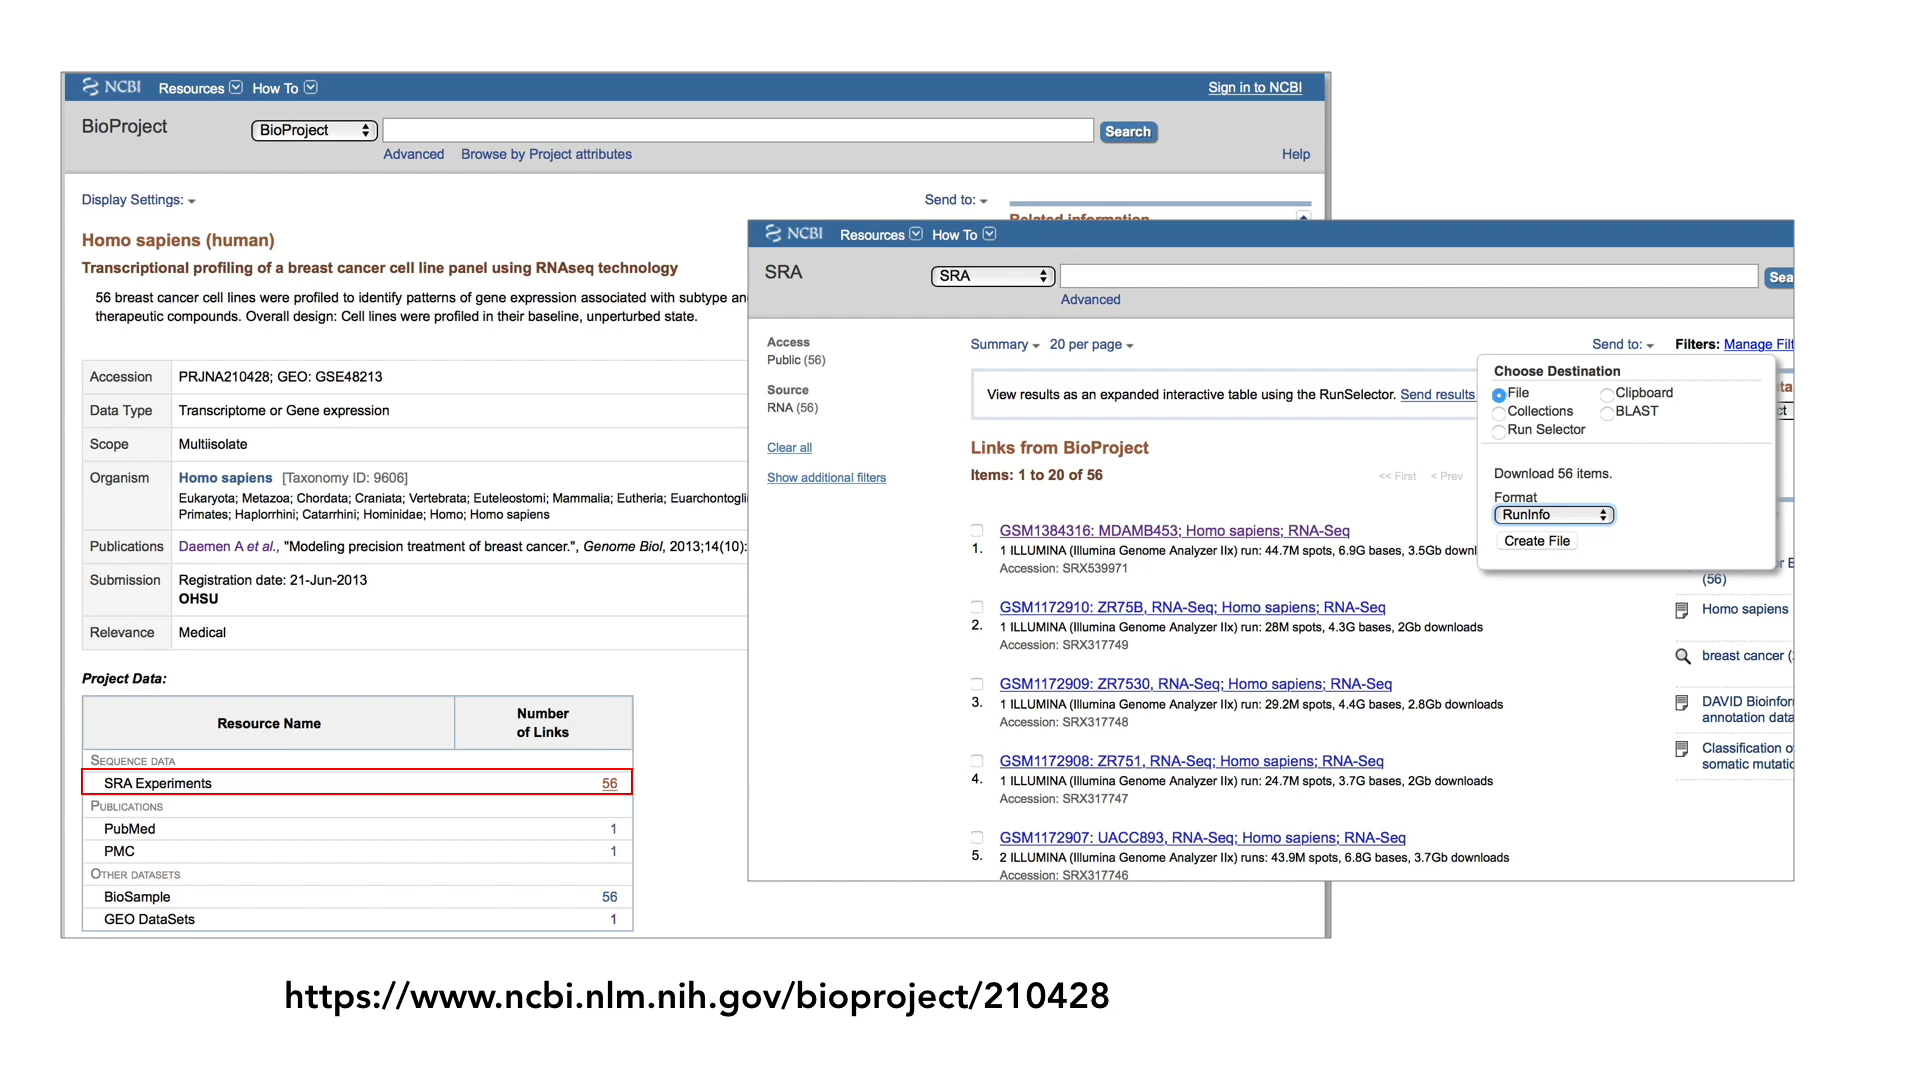 NCBI Resources How To Sign in to NCBI
BioProject BioProject Search
Advanced Browse by Project attributes Help
Display Settings: Send to:
Related information
Homo sapiens (human)
Transcriptional profiling of a breast cancer cell line panel using RNAseq technology
56 breast cancer cell lines were profiled to identify patterns of gene expression associated with subtype an
therapeutic compounds. Overall design: Cell lines were profiled in their baseline, unperturbed state.
Accession PRJNA210428; GEO: GSE48213
Data Type Transcriptome or Gene expression
Scope Multiisolate
Organism Homo sapiens [Taxonomy ID: 9606]
Eukaryota; Metazoa; Chordata; Craniata; Vertebrata; Euteleostomi; Mammalia; Eutheria; Euarchontogli
Primates; Haplorrhini; Catarrhini; Hominidae; Homo; Homo sapiens
Publications Daemen A et al., "Modeling precision treatment of breast cancer.", Genome Biol, 2013;14(10):
Submission Registration date: 21-Jun-2013
OHSU
Relevance Medical
Project Data:
Resource Name Number of Links
SEQUENCE DATA
SRA Experiments 56
PUBLICATIONS
PubMed 1
PMC 1
OTHER DATASETS
BioSample 56
GEO DataSets 1
NCBI Resources How To
SRA SRA Sea
Advanced
Access
Public (56)
Source
RNA (56)
Clear all
Show additional filters
Summary 20 per page Send to: Filters: Manage Filt
View results as an expanded interactive table using the RunSelector. Send results
Links from BioProject
Items: 1 to 20 of 56 << First < Prev
Choose Destination
File Clipboard
Collections BLAST
Run Selector
Download 56 items.
Format
RunInfo
Create File
GSM1384316: MDAMB453; Homo sapiens; RNA-Seq
1. 1 ILLUMINA (Illumina Genome Analyzer IIx) run: 44.7M spots, 6.9G bases, 3.5Gb downl
Accession: SRX539971
GSM1172910: ZR75B, RNA-Seq; Homo sapiens; RNA-Seq
2. 1 ILLUMINA (Illumina Genome Analyzer IIx) run: 28M spots, 4.3G bases, 2Gb downloads
Accession: SRX317749
GSM1172909: ZR7530, RNA-Seq; Homo sapiens; RNA-Seq
3. 1 ILLUMINA (Illumina Genome Analyzer IIx) run: 29.2M spots, 4.4G bases, 2.8Gb downloads
Accession: SRX317748
GSM1172908: ZR751, RNA-Seq; Homo sapiens; RNA-Seq
4. 1 ILLUMINA (Illumina Genome Analyzer IIx) run: 24.7M spots, 3.7G bases, 2Gb downloads
Accession: SRX317747
GSM1172907: UACC893, RNA-Seq; Homo sapiens; RNA-Seq
5. 2 ILLUMINA (Illumina Genome Analyzer IIx) runs: 43.9M spots, 6.8G bases, 3.7Gb downloads
Accession: SRX317746
(56)
Homo sapiens
breast cancer (
DAVID Bioinfor
annotation data
Classification o
somatic mutatic
https://www.ncbi.nlm.nih.gov/bioproject/210428